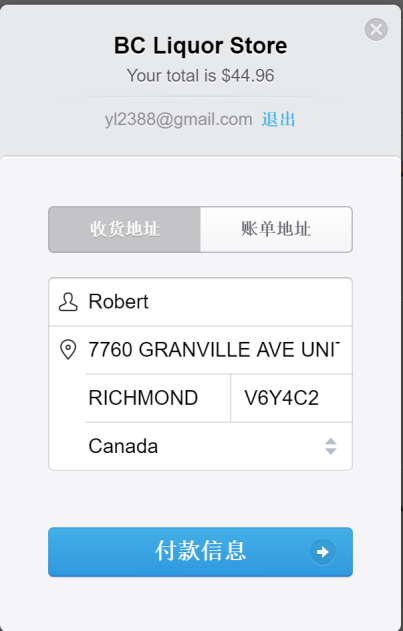 BC Liquor Store
Your total is $44.96
yl2388@gmail.com 退出
收货地址 账单地址
Robert
7760 GRANVILLE AVE UNIT
RICHMOND V6Y4C2
Canada
付款信息